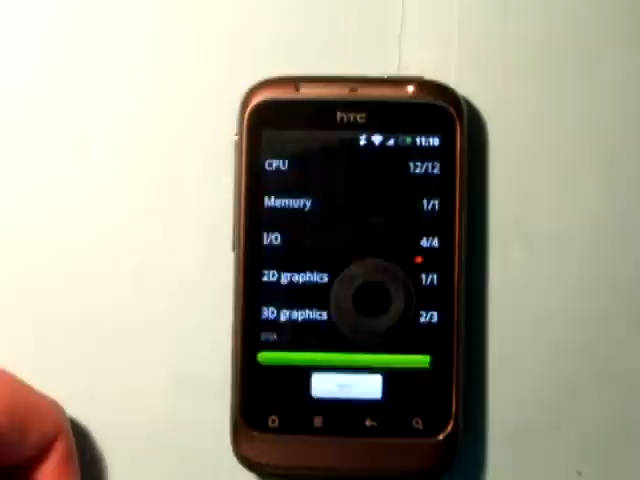 htc
11:10
CPU 12/12
Memory 1/1
I/O 4/4
2D graphics 1/1
3D graphics 2/3